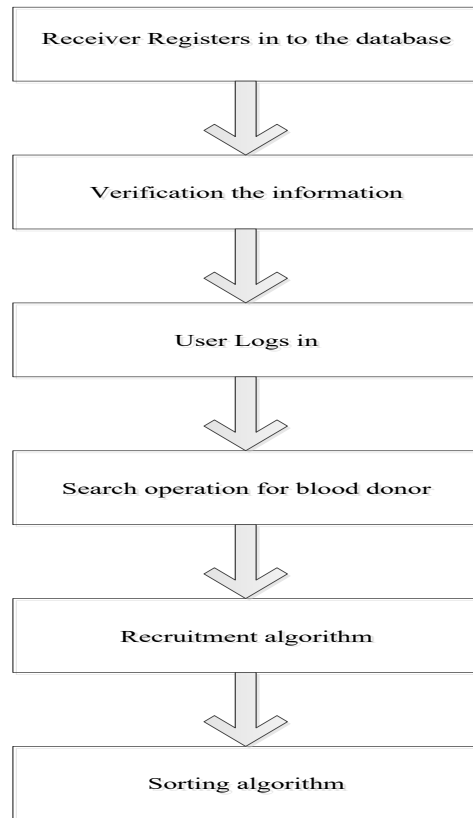 Receiver Registers in to the database
Verification the information
User Logs in
Search operation for blood donor
Recruitment algorithm
Sorting algorithm